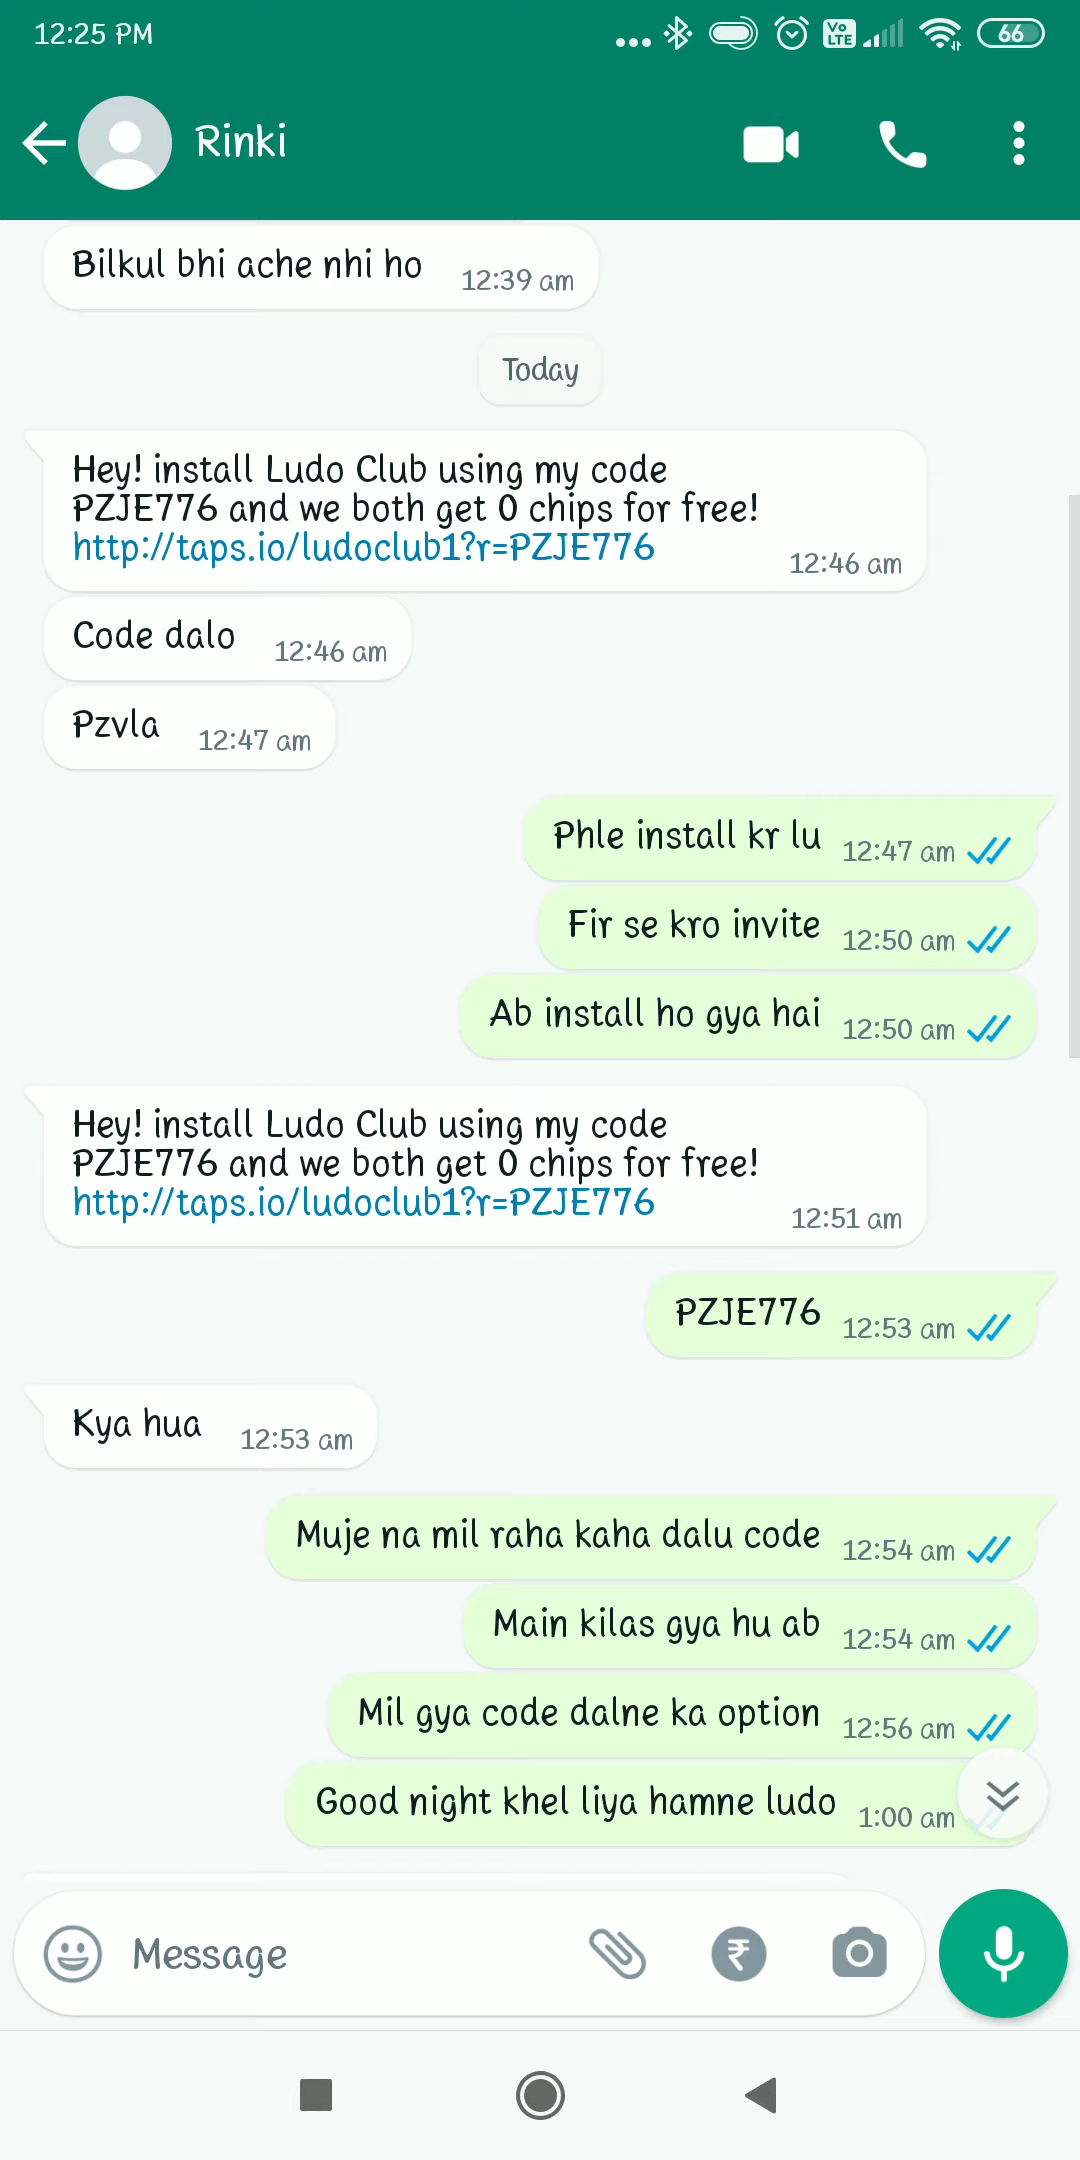 12:25 PM
Vo LTE
66
Rinki
Bilkul bhi ache nhi ho
12:39 am
Today
Hey! install Ludo Club using my code
PZJE776 and we both get 0 chips for free!
http://taps.io/ludoclub1?r=PZJE776
12:46 am
Code dalo
12:46 am
Pzvla
12:47 am
Phle install kr lu
12:47 am
Fir se kro invite
12:50 am
Ab install ho gya hai
12:50 am
Hey! install Ludo Club using my code
PZJE776 and we both get 0 chips for free!
http://taps.io/ludoclub1?r=PZJE776
12:51 am
PZJE776
12:53 am
Kya hua
12:53 am
Muje na mil raha kaha dalu code
12:54 am
Main kilas gya hu ab
12:54 am
Mil gya code dalne ka option
12:56 am
Good night khel liya hamne ludo
1:00 am
Message
₹